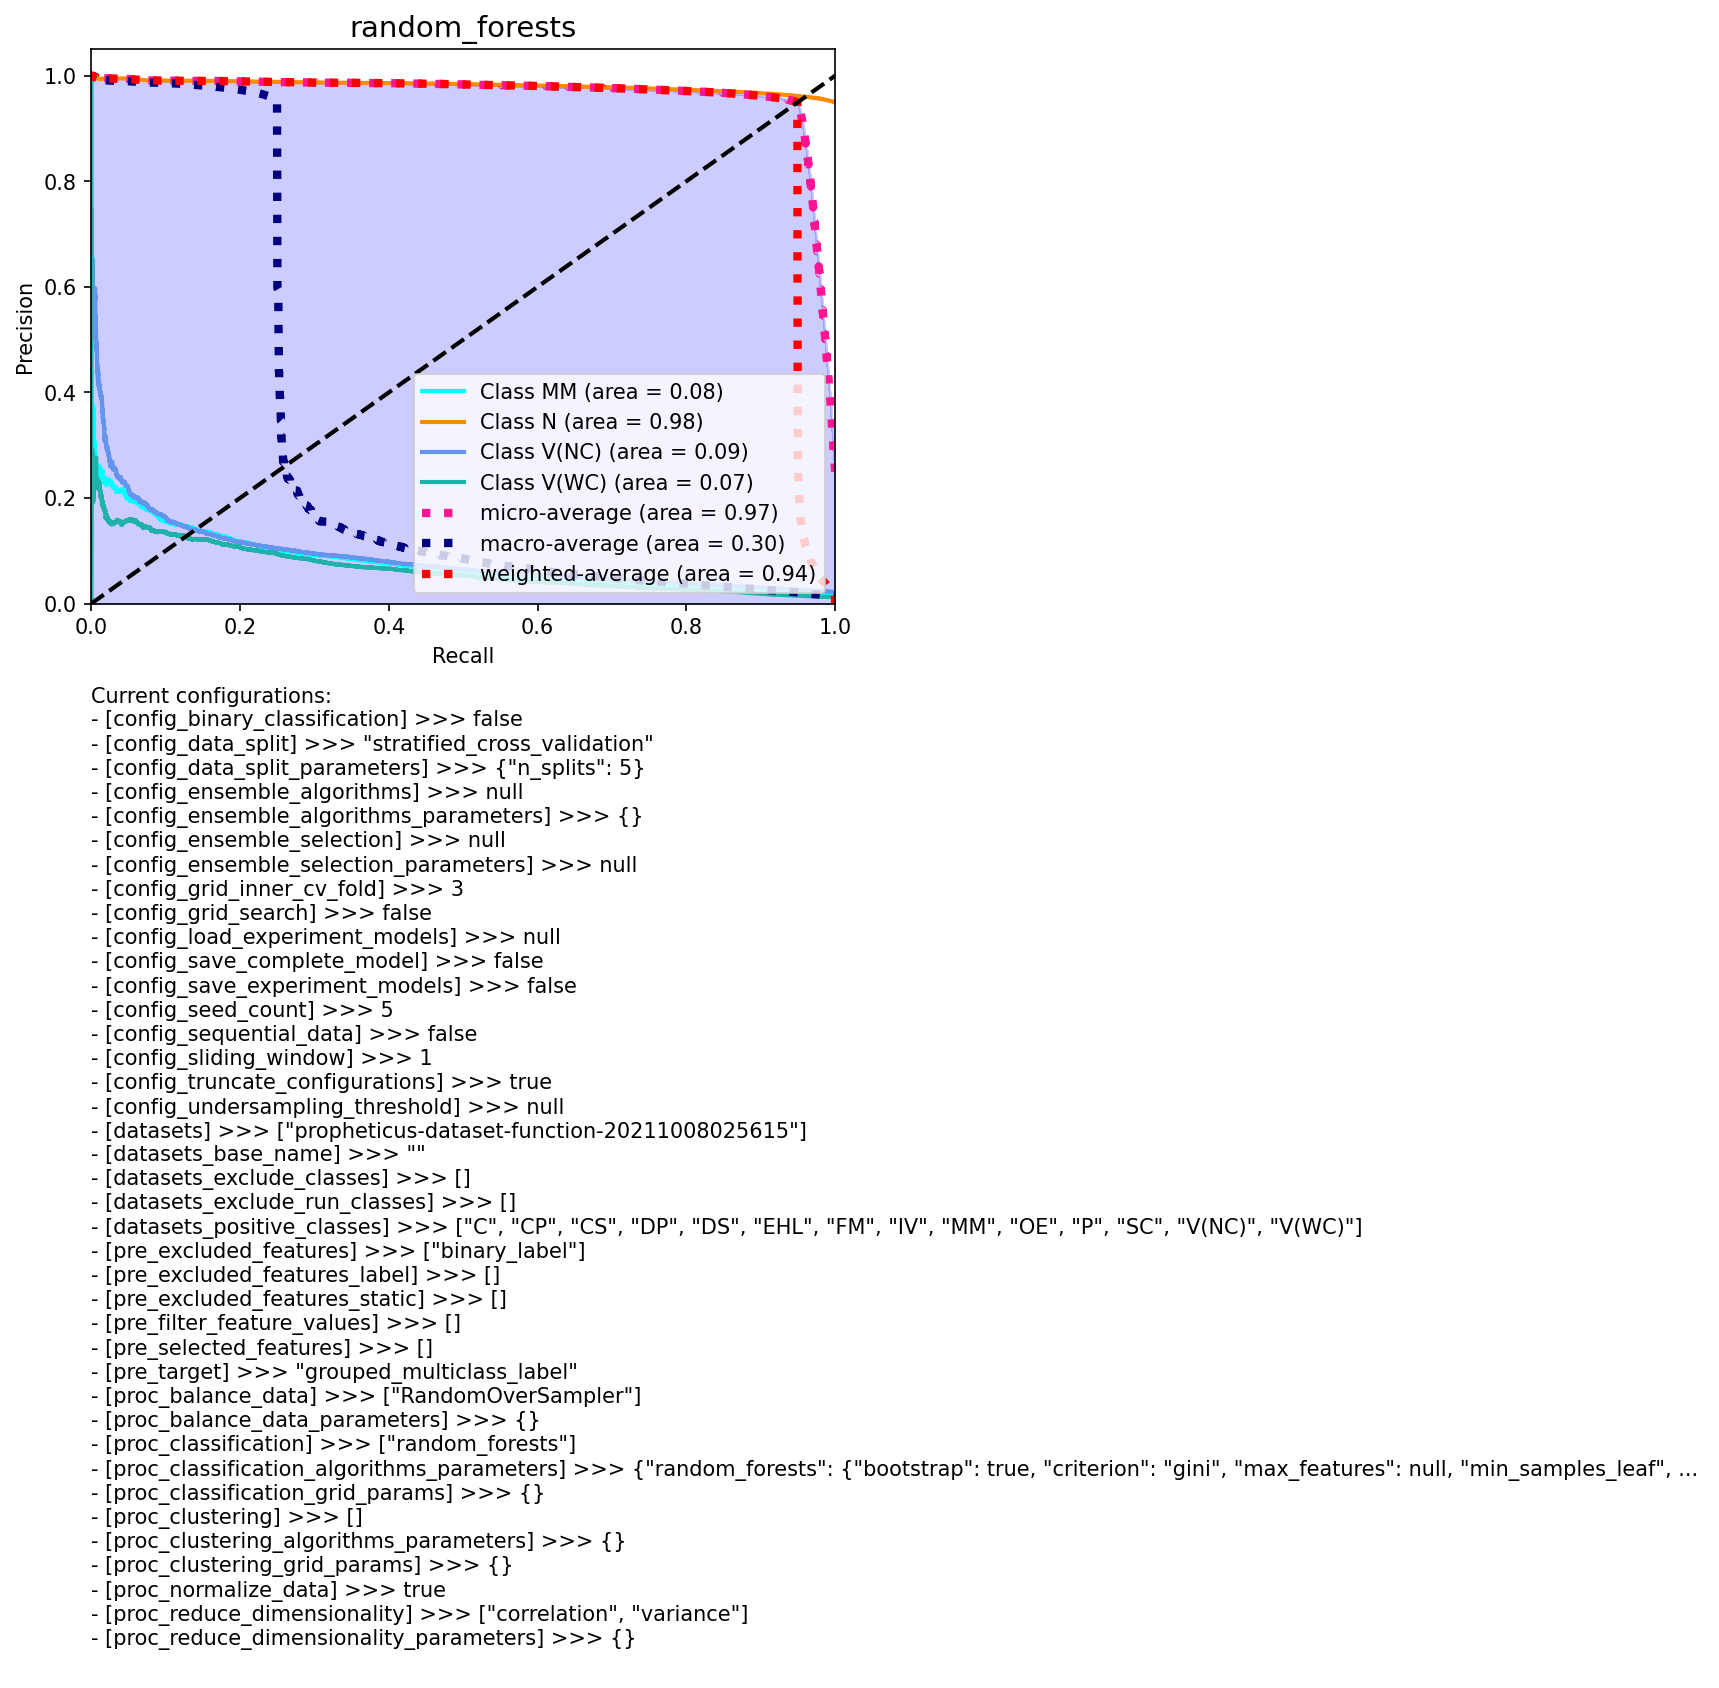 random_forests
1.0
0.8
0.6
0.4
0.2
0.0
Precision
Class MM (area = 0.08)
Class N (area = 0.98)
Class V(NC) (area = 0.09)
Class V(WC) (area = 0.07)
micro-average (area = 0.97)
macro-average (area = 0.30)
weighted-average (area = 0.94)
0.0 0.2 0.4 0.6 0.8 1.0
Recall
Current configurations:
- [config_binary_classification] >>> false
- [config_data_split] >>> "stratified_cross_validation"
- [config_data_split_parameters] >>> {"n_splits": 5}
- [config_ensemble_algorithms] >>> null
- [config_ensemble_algorithms_parameters] >>> {}
- [config_ensemble_selection] >>> null
- [config_ensemble_selection_parameters] >>> null
- [config_grid_inner_cv_fold] >>> 3
- [config_grid_search] >>> false
- [config_load_experiment_models] >>> null
- [config_save_complete_model] >>> false
- [config_save_experiment_models] >>> false
- [config_seed_count] >>> 5
- [config_sequential_data] >>> false
- [config_sliding_window] >>> 1
- [config_truncate_configurations] >>> true
- [config_undersampling_threshold] >>> null
- [datasets] >>> ["propheticus-dataset-function-20211008025615"]
- [datasets_base_name] >>> ""
- [datasets_exclude_classes] >>> []
- [datasets_exclude_run_classes] >>> []
- [datasets_positive_classes] >>> ["C", "CP", "CS", "DP", "DS", "EHL", "FM", "IV", "MM", "OE", "P", "SC", "V(NC)", "V(WC)"]
- [pre_excluded_features] >>> ["binary_label"]
- [pre_excluded_features_label] >>> []
- [pre_excluded_features_static] >>> []
- [pre_filter_feature_values] >>> []
- [pre_selected_features] >>> []
- [pre_target] >>> "grouped_multiclass_label"
- [proc_balance_data] >>> ["RandomOverSampler"]
- [proc_balance_data_parameters] >>> {}
- [proc_classification] >>> ["random_forests"]
- [proc_classification_algorithms_parameters] >>> {"random_forests": {"bootstrap": true, "criterion": "gini", "max_features": null, "min_samples_leaf", ...
- [proc_classification_grid_params] >>> {}
- [proc_clustering] >>> []
- [proc_clustering_algorithms_parameters] >>> {}
- [proc_clustering_grid_params] >>> {}
- [proc_normalize_data] >>> true
- [proc_reduce_dimensionality] >>> ["correlation", "variance"]
- [proc_reduce_dimensionality_parameters] >>> {}